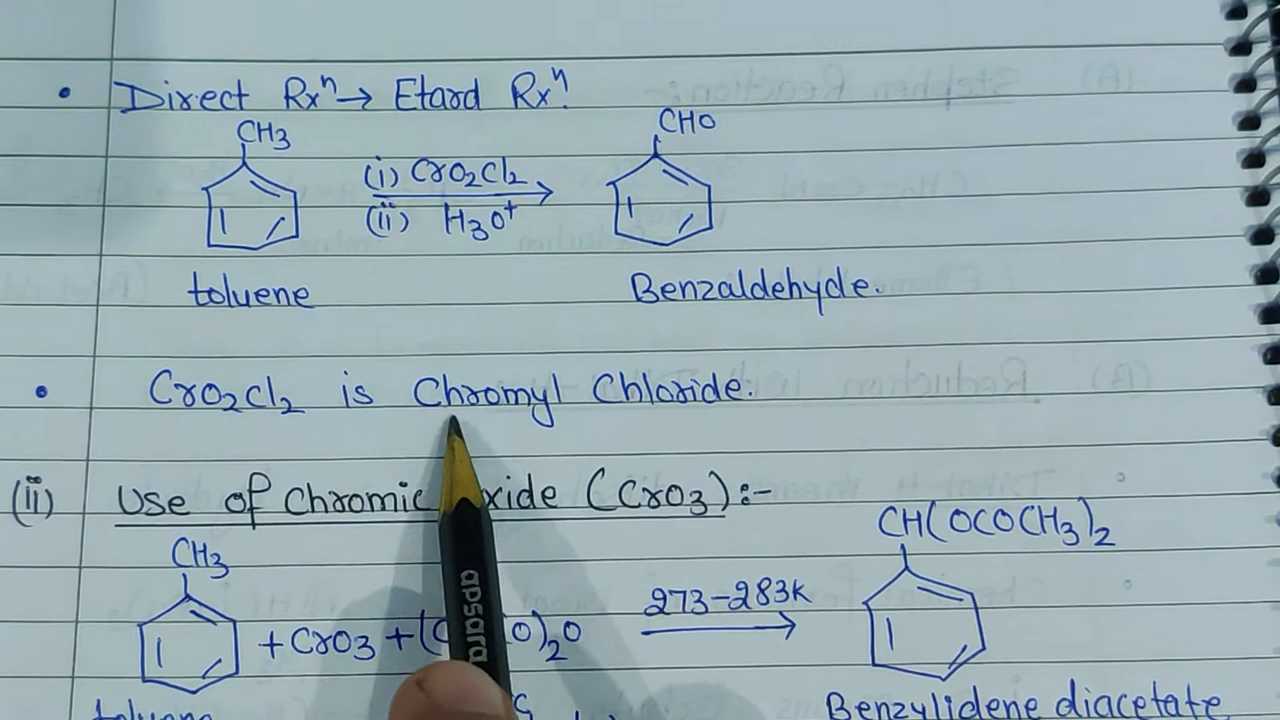 • Direct Rxⁿ → Etard Rxⁿ.
CH3 CHO
(i) CrO2Cl2
(ii) H3O+
toluene Benzaldehyde.
• CrO2Cl2 is Chromyl Chloride.
(ii) Use of Chromic xide (CrO3):-
CH3 CH(OCOCH3)2
+ CrO3 + ( O)2O 273-283K
toluene Benzylidene diacetate
apsara